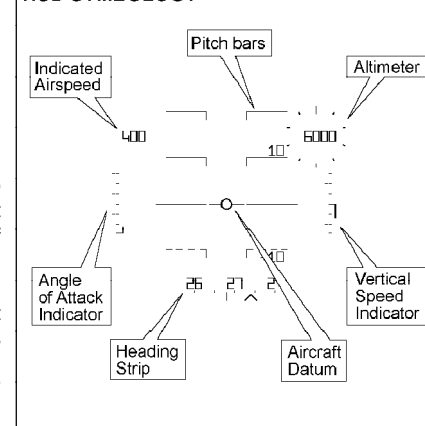 Pitch bars
Indicated
Airspeed
Altimeter
400
6000
10
10
26 27 2
Angle
of Attack
Indicator
Vertical
Speed
Indicator
Heading
Strip
Aircraft
Datum